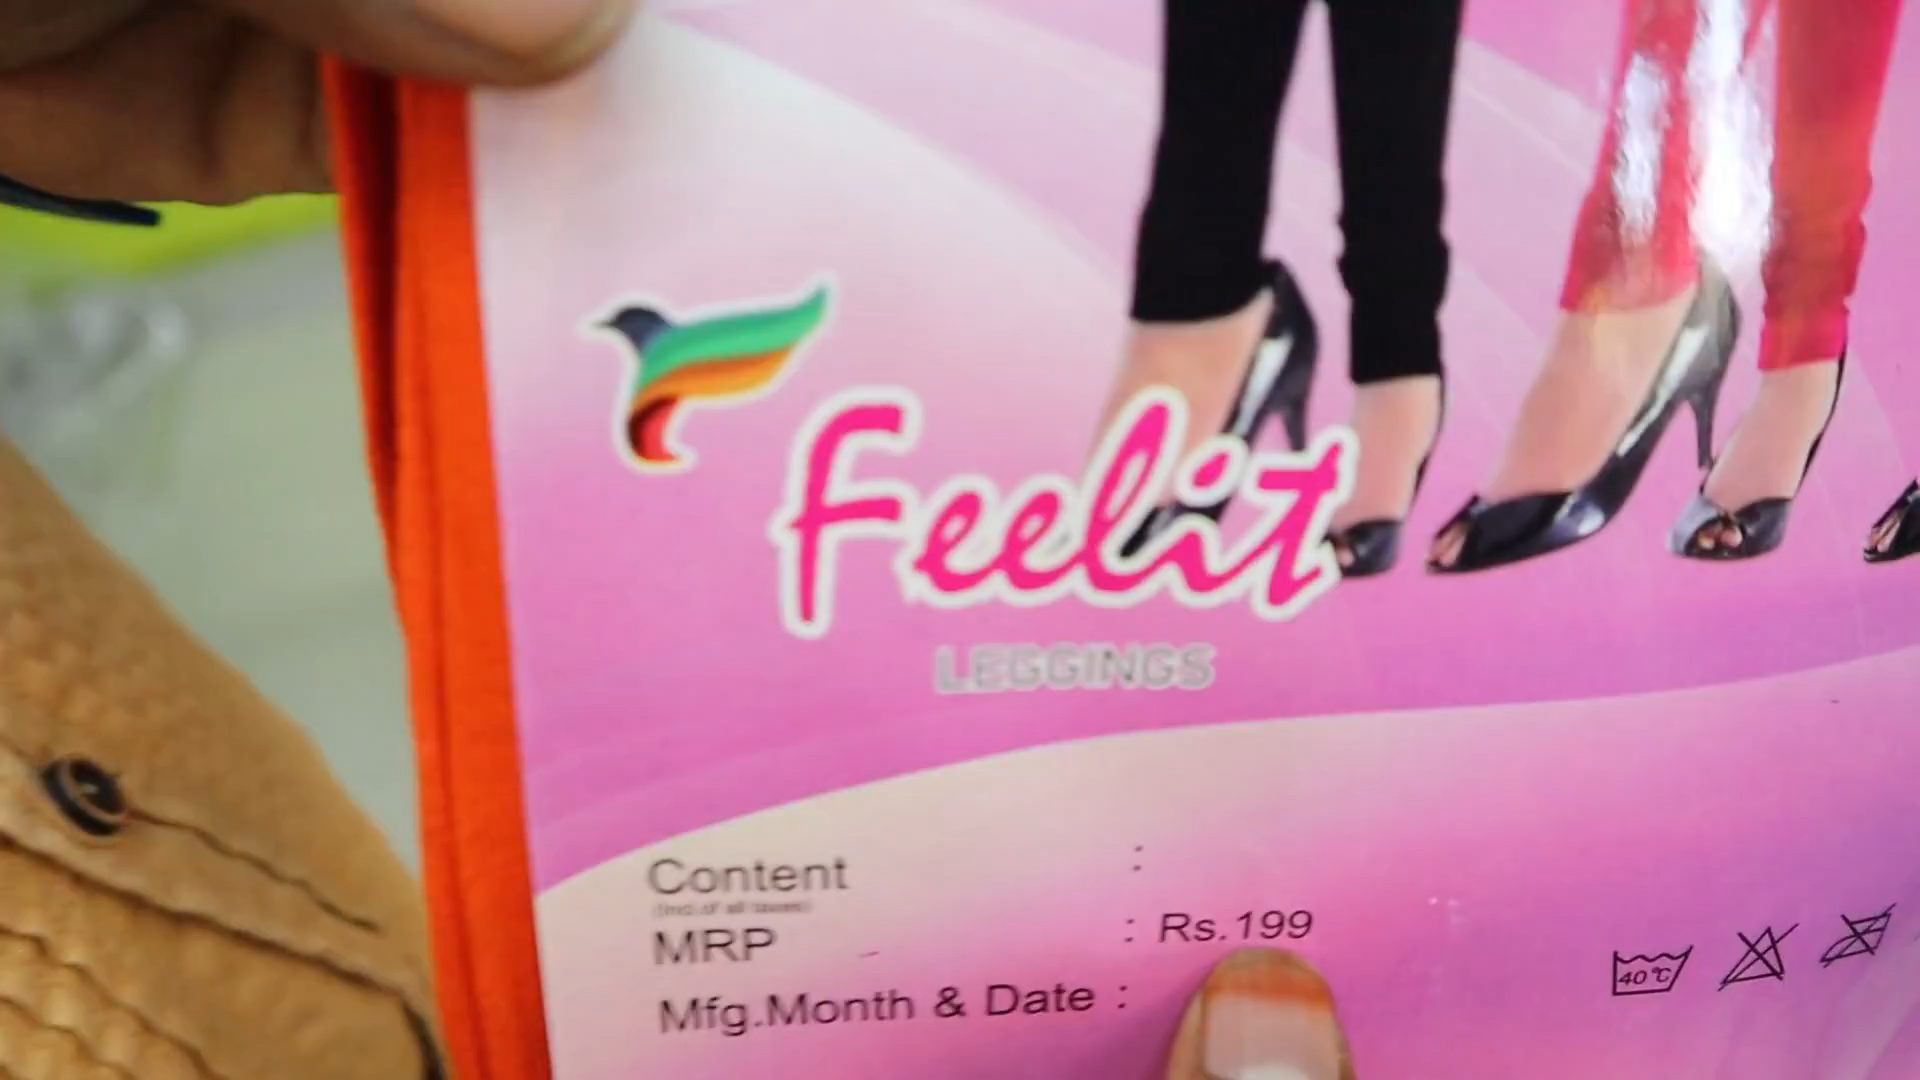 Feelit
LEGGINGS
Content :
(Incl.of all taxes)
MRP : Rs.199
Mfg.Month & Date :
40°C